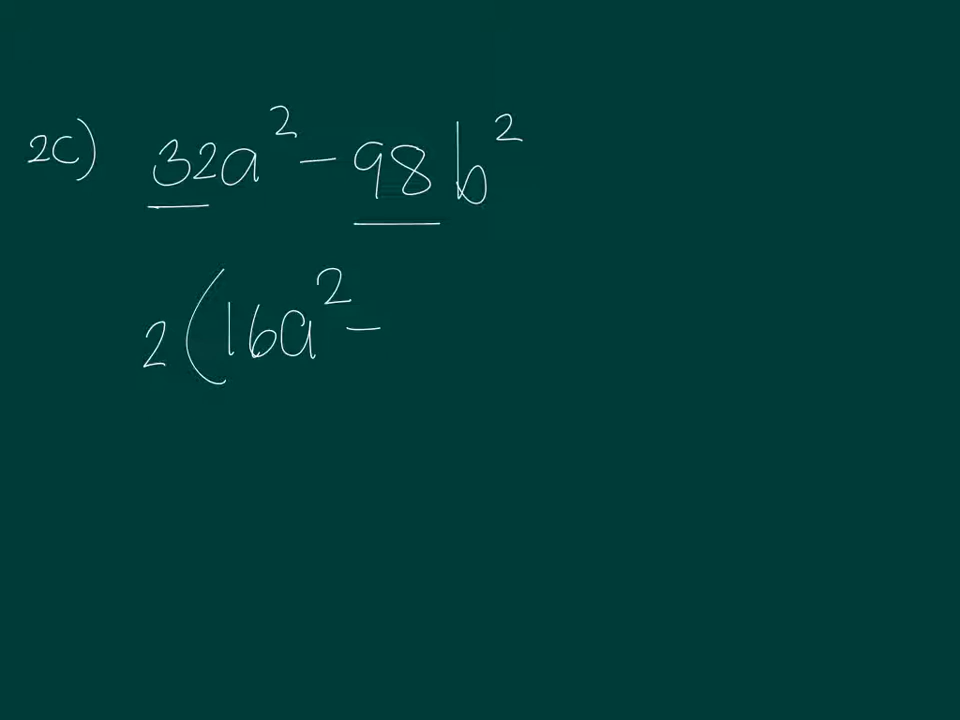 2c) 32a² - 98b²
2(16a² -